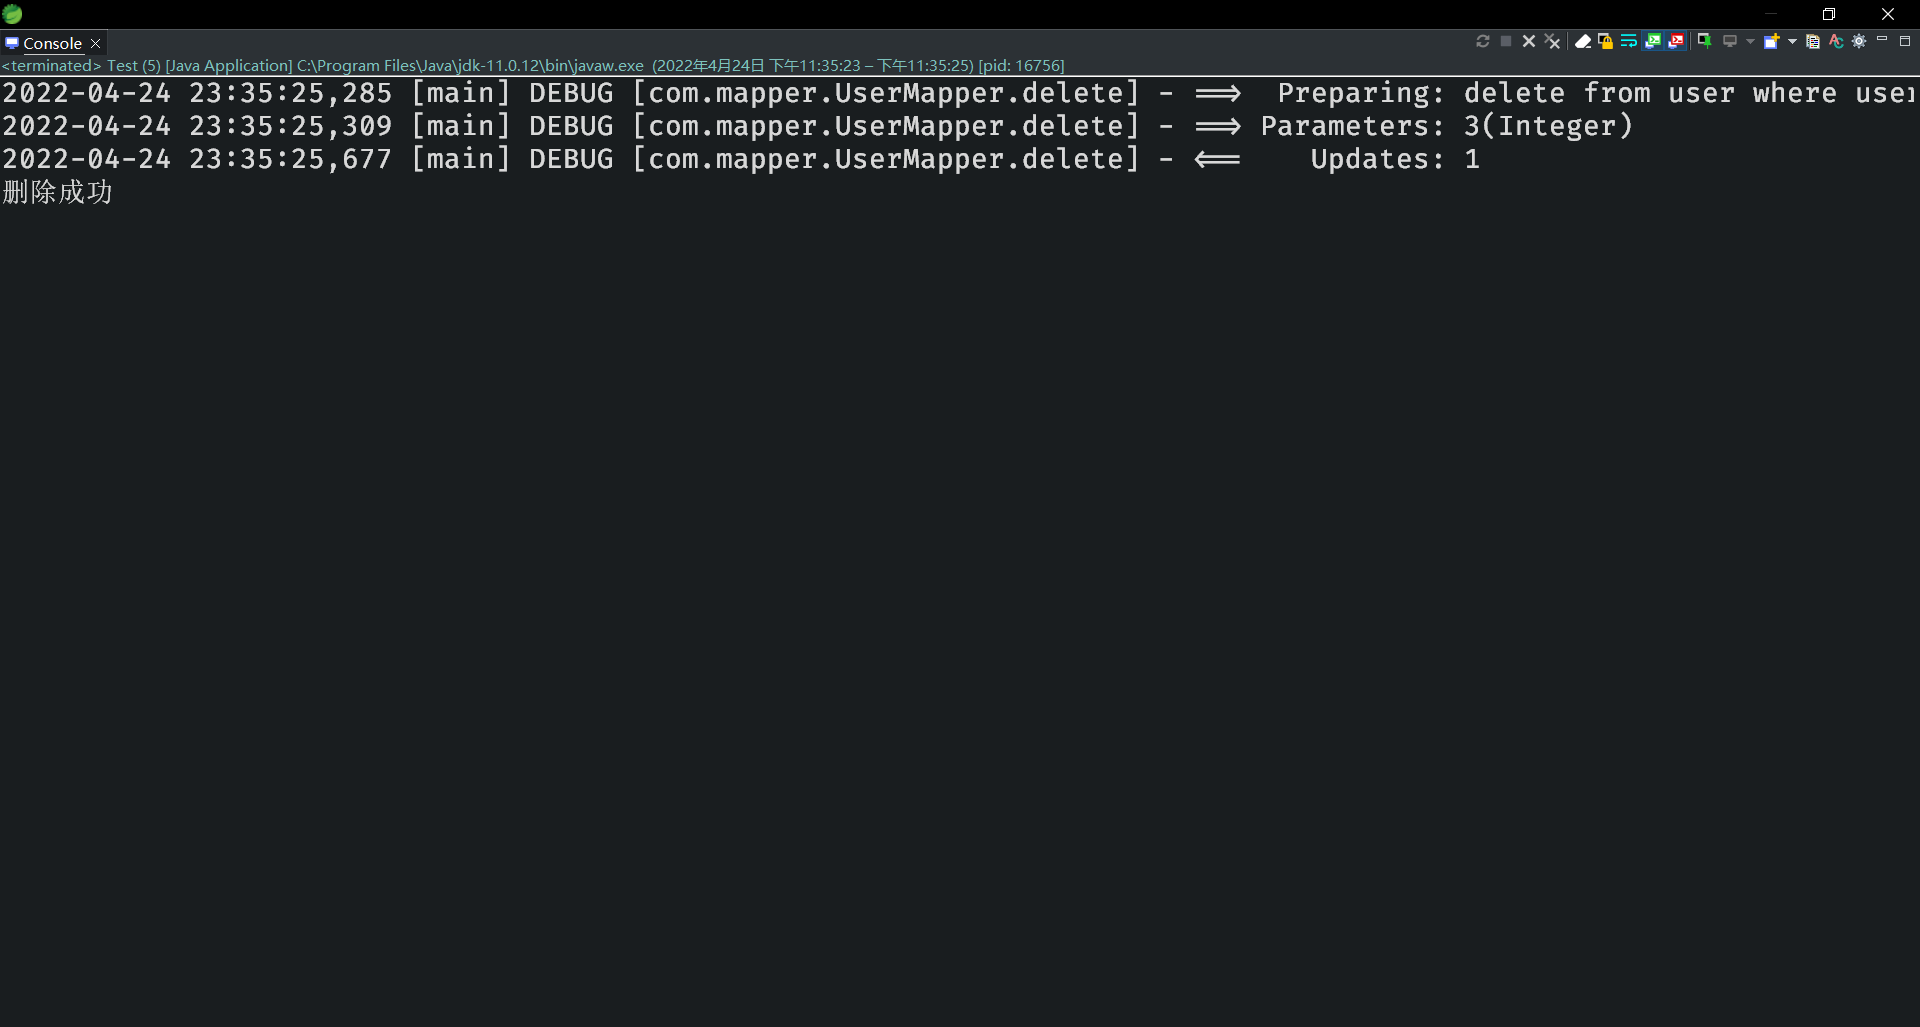 Console
<terminated> Test (5) [Java Application] C:\Program Files\Java\jdk-11.0.12\bin\javaw.exe (2022年4月24日 下午11:35:23 – 下午11:35:25) [pid: 16756]
2022-04-24 23:35:25,285 [main] DEBUG [com.mapper.UserMapper.delete] - ==> Preparing: delete from user where
2022-04-24 23:35:25,309 [main] DEBUG [com.mapper.UserMapper.delete] - ==> Parameters: 3(Integer)
2022-04-24 23:35:25,677 [main] DEBUG [com.mapper.UserMapper.delete] - <== Updates: 1
删除成功